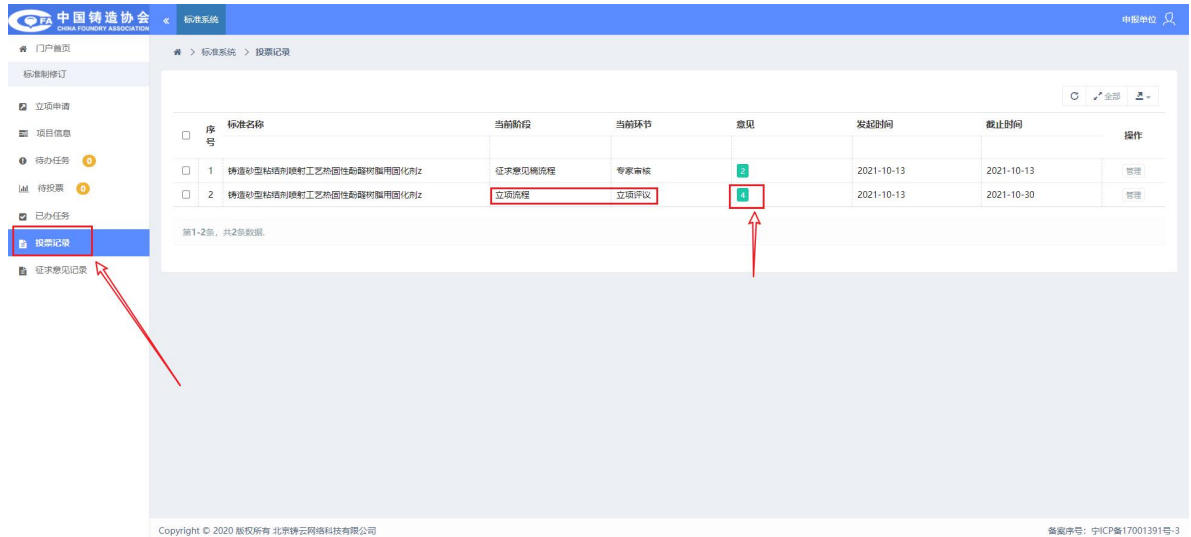 中国铸造协会 « 标准系统 申报单位
CHINA FOUNDRY ASSOCIATION
门户首页
标准系统 > 投票记录
标准制修订
立项申请
项目信息
待办任务 0
待投票 0
已办任务
投票记录
征求意见记录
全部
序号 标准名称 当前阶段 当前环节 意见 发起时间 截止时间 操作
1 铸造砂型粘结剂喷射工艺热固性酚醛树脂用固化剂z 征求意见稿流程 专家审核 2 2021-10-13 2021-10-13 管理
2 铸造砂型粘结剂喷射工艺热固性酚醛树脂用固化剂z 立项流程 立项评议 4 2021-10-13 2021-10-30 管理
第1-2条，共2条数据.
Copyright © 2020 版权所有 北京铸云网络科技有限公司 备案序号：宁ICP备17001391号-3